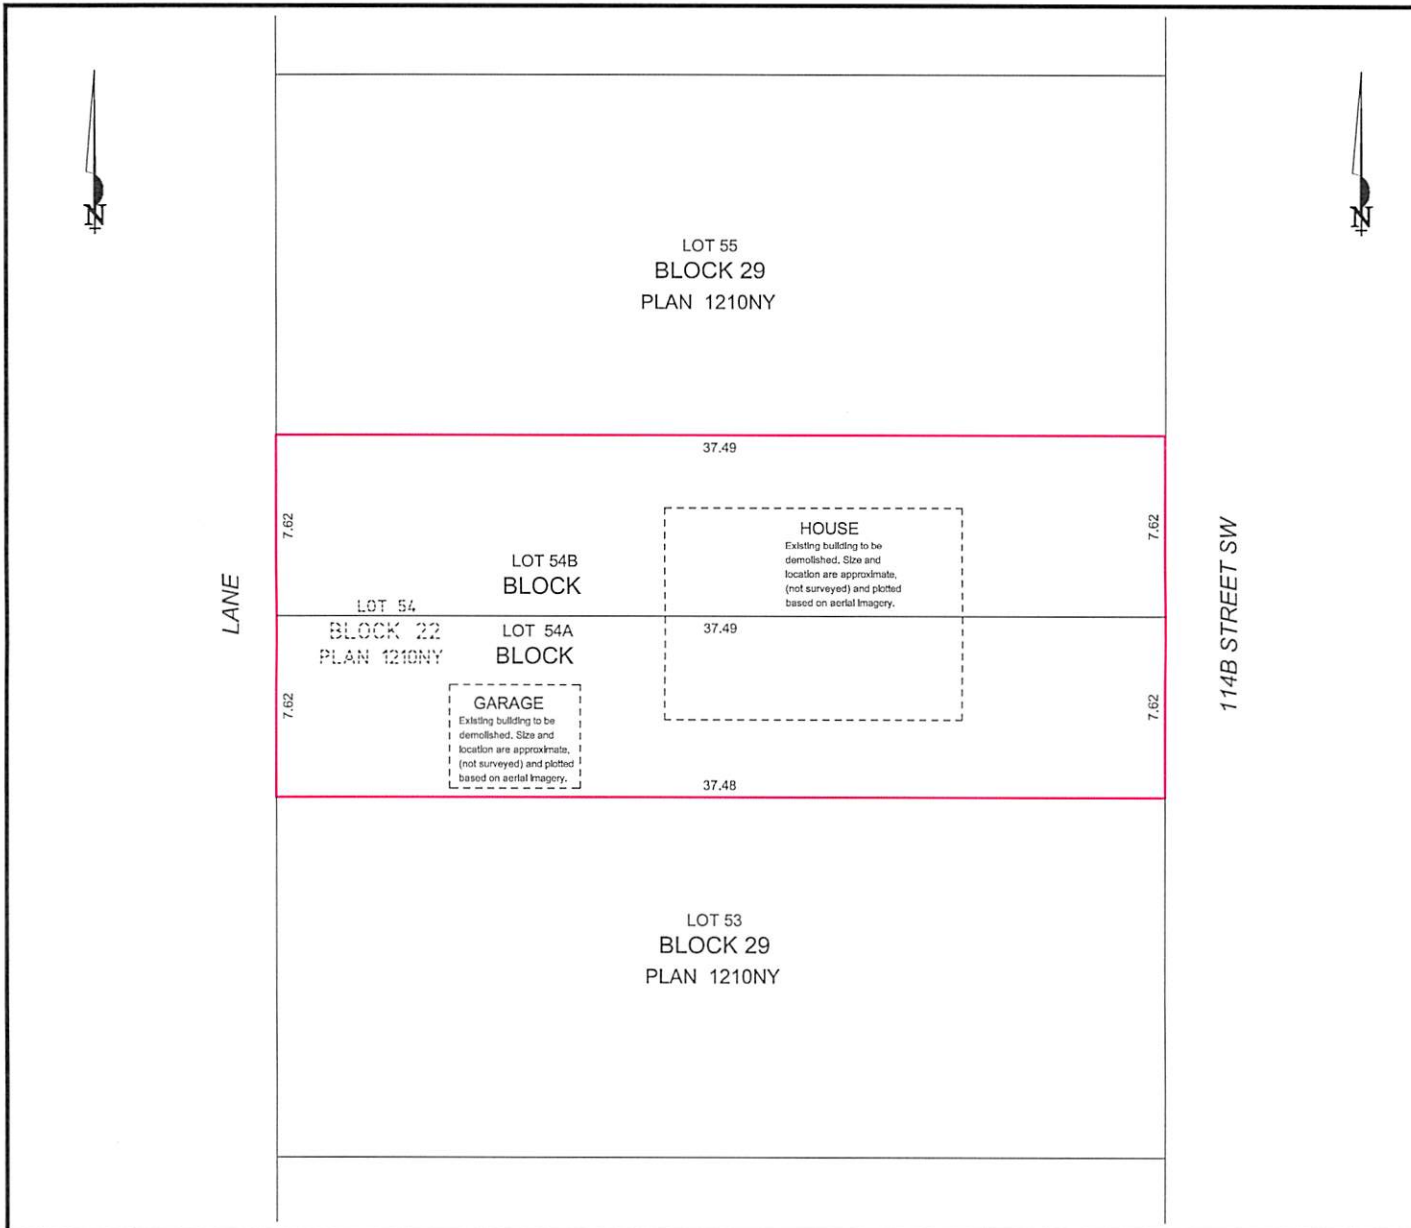 N
N
LOT 55
BLOCK 29
PLAN 1210NY
37.49
7.62
7.62
HOUSE
Existing building to be
demolished. Size and
location are approximate,
(not surveyed) and plotted
based on aerial imagery.
LOT 54B
BLOCK
LANE
114B STREET SW
LOT 54
BLOCK 22
PLAN 1210NY
LOT 54A
BLOCK
37.49
7.62
7.62
GARAGE
Existing building to be
demolished. Size and
location are approximate,
(not surveyed) and plotted
based on aerial imagery.
37.48
LOT 53
BLOCK 29
PLAN 1210NY